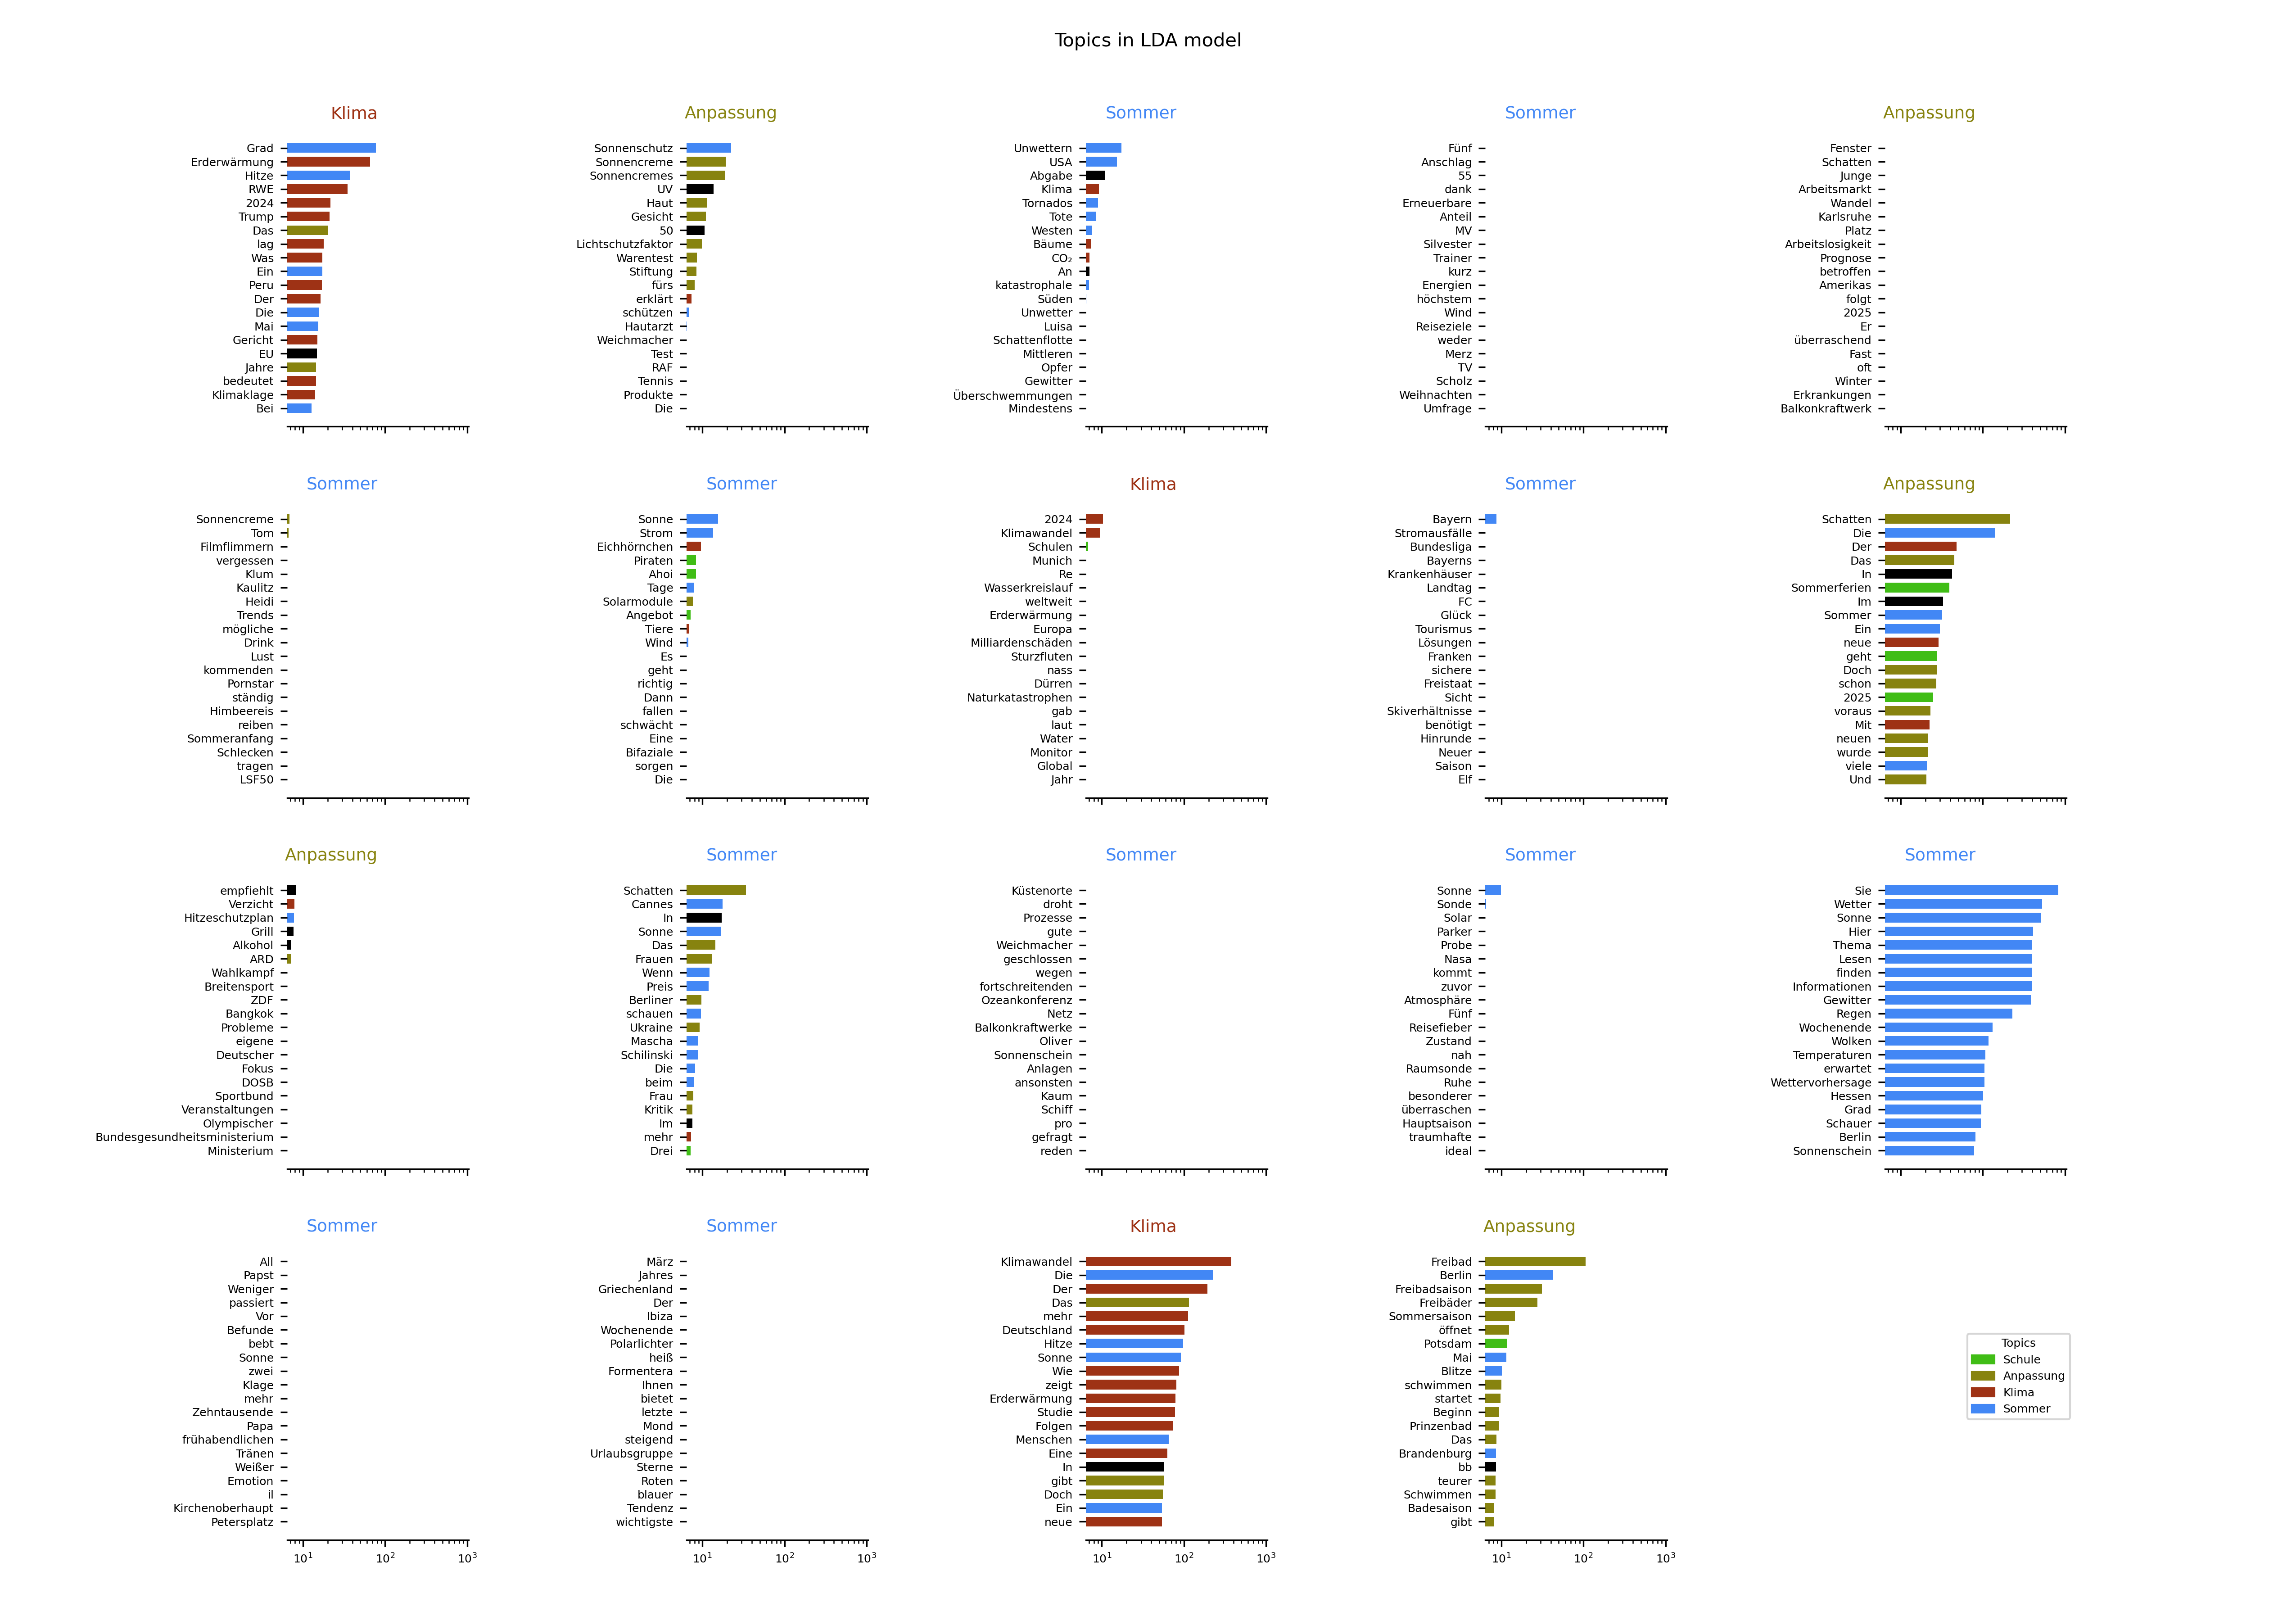 Topics in LDA model
Klima
Grad
Erderwärmung
Hitze
RWE
2024
Trump
Das
lag
Was
Ein
Peru
Der
Die
Mai
Gericht
EU
Jahre
bedeutet
Klimaklage
Bei
Anpassung
Sonnenschutz
Sonnencreme
Sonnencremes
UV
Haut
Gesicht
50
Lichtschutzfaktor
Warentest
Stiftung
fürs
erklärt
schützen
Hautarzt
Weichmacher
Test
RAF
Tennis
Produkte
Die
Sommer
Unwettern
USA
Abgabe
Klima
Tornados
Tote
Westen
Bäume
CO₂
An
katastrophale
Süden
Unwetter
Luisa
Schattenflotte
Mittleren
Opfer
Gewitter
Überschwemmungen
Mindestens
Sommer
Fünf
Anschlag
55
dank
Erneuerbare
Anteil
MV
Silvester
Trainer
kurz
Energien
höchstem
Wind
Reiseziele
weder
Merz
TV
Scholz
Weihnachten
Umfrage
Anpassung
Fenster
Schatten
Junge
Arbeitsmarkt
Wandel
Karlsruhe
Platz
Arbeitslosigkeit
Prognose
betroffen
Amerikas
folgt
2025
Er
überraschend
Fast
oft
Winter
Erkrankungen
Balkonkraftwerk
Sommer
Sonnencreme
Tom
Filmflimmern
vergessen
Klum
Kaulitz
Heidi
Trends
mögliche
Drink
Lust
kommenden
Pornstar
ständig
Himbeereis
reiben
Sommeranfang
Schlecken
tragen
LSF50
Sommer
Sonne
Strom
Eichhörnchen
Piraten
Ahoi
Tage
Solarmodule
Angebot
Tiere
Wind
Es
geht
richtig
Dann
fallen
schwächt
Eine
Bifaziale
sorgen
Die
Klima
2024
Klimawandel
Schulen
Munich
Re
Wasserkreislauf
weltweit
Erderwärmung
Europa
Milliardenschäden
Sturzfluten
nass
Dürren
Naturkatastrophen
gab
laut
Water
Monitor
Global
Jahr
Sommer
Bayern
Stromausfälle
Bundesliga
Bayerns
Krankenhäuser
Landtag
FC
Glück
Tourismus
Lösungen
Franken
sichere
Freistaat
Sicht
Skiverhältnisse
benötigt
Hinrunde
Neuer
Saison
Elf
Anpassung
Schatten
Die
Der
Das
In
Sommerferien
Im
Sommer
Ein
neue
geht
Doch
schon
2025
voraus
Mit
neuen
wurde
viele
Und
Anpassung
empfiehlt
Verzicht
Hitzeschutzplan
Grill
Alkohol
ARD
Wahlkampf
Breitensport
ZDF
Bangkok
Probleme
eigene
Deutscher
Fokus
DOSB
Sportbund
Veranstaltungen
Olympischer
Bundesgesundheitsministerium
Ministerium
Sommer
Schatten
Cannes
In
Sonne
Das
Frauen
Wenn
Preis
Berliner
schauen
Ukraine
Mascha
Schilinski
Die
beim
Frau
Kritik
Im
mehr
Drei
Sommer
Küstenorte
droht
Prozesse
gute
Weichmacher
geschlossen
wegen
fortschreitenden
Ozeankonferenz
Netz
Balkonkraftwerke
Oliver
Sonnenschein
Anlagen
ansonsten
Kaum
Schiff
pro
gefragt
reden
Sommer
Sonne
Sonde
Solar
Parker
Probe
Nasa
kommt
zuvor
Atmosphäre
Fünf
Reisefieber
Zustand
nah
Raumsonde
Ruhe
besonderer
überraschen
Hauptsaison
traumhafte
ideal
Sommer
Sie
Wetter
Sonne
Hier
Thema
Lesen
finden
Informationen
Gewitter
Regen
Wochenende
Wolken
Temperaturen
erwartet
Wettervorhersage
Hessen
Grad
Schauer
Berlin
Sonnenschein
Sommer
All
Papst
Weniger
passiert
Vor
Befunde
bebt
Sonne
zwei
Klage
mehr
Zehntausende
Papa
frühabendlichen
Tränen
Weißer
Emotion
il
Kirchenoberhaupt
Petersplatz
10¹ 10² 10³
Sommer
März
Jahres
Griechenland
Der
Ibiza
Wochenende
Polarlichter
heiß
Formentera
Ihnen
bietet
letzte
Mond
steigend
Urlaubsgruppe
Sterne
Roten
blauer
Tendenz
wichtigste
10¹ 10² 10³
Klima
Klimawandel
Die
Der
Das
mehr
Deutschland
Hitze
Sonne
Wie
zeigt
Erderwärmung
Studie
Folgen
Menschen
Eine
In
gibt
Doch
Ein
neue
10¹ 10² 10³
Anpassung
Freibad
Berlin
Freibadsaison
Freibäder
Sommersaison
öffnet
Potsdam
Mai
Blitze
schwimmen
startet
Beginn
Prinzenbad
Das
Brandenburg
bb
teurer
Schwimmen
Badesaison
gibt
10¹ 10² 10³
Topics
Schule
Anpassung
Klima
Sommer